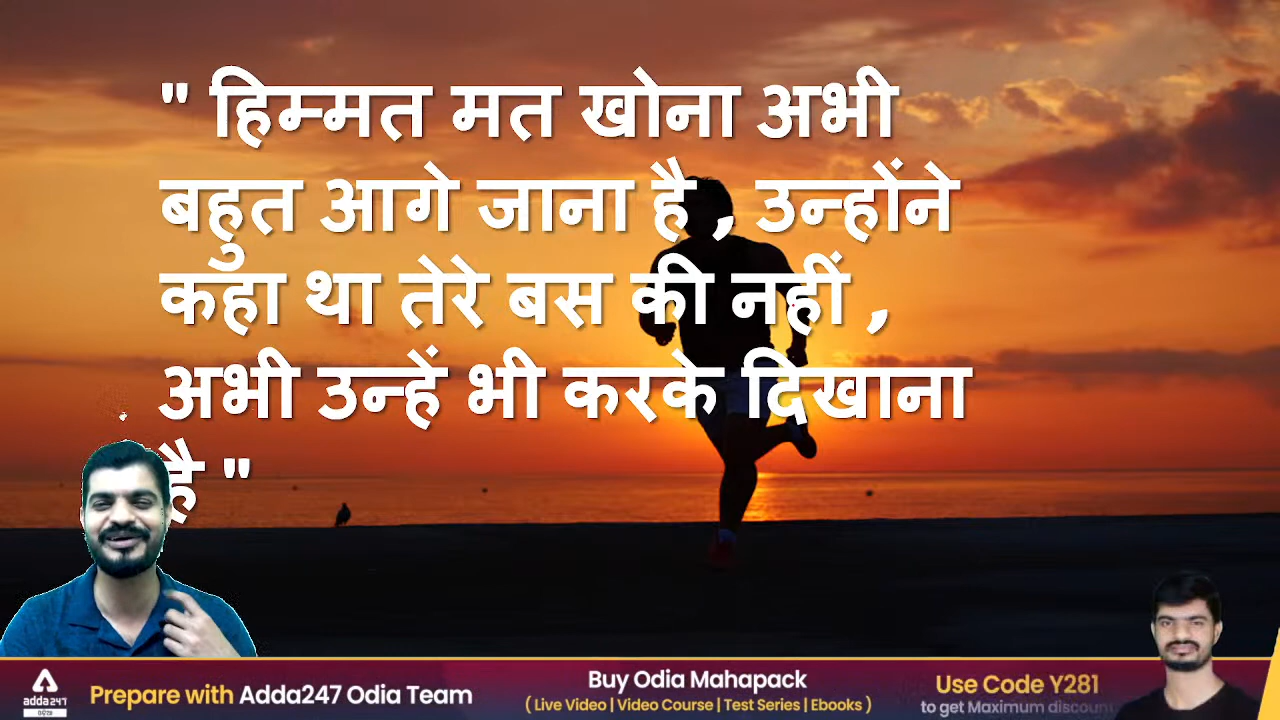 " हिम्मत मत खोना अभी
बहुत आगे जाना है , उन्होंने
कहा था तेरे बस की नहीं ,
अभी उन्हें भी करके दिखाना
है "
adda247
Prepare with Adda247 Odia Team
Buy Odia Mahapack
( Live Video | Video Course | Test Series | Ebooks )
Use Code Y281
to get Maximum discount